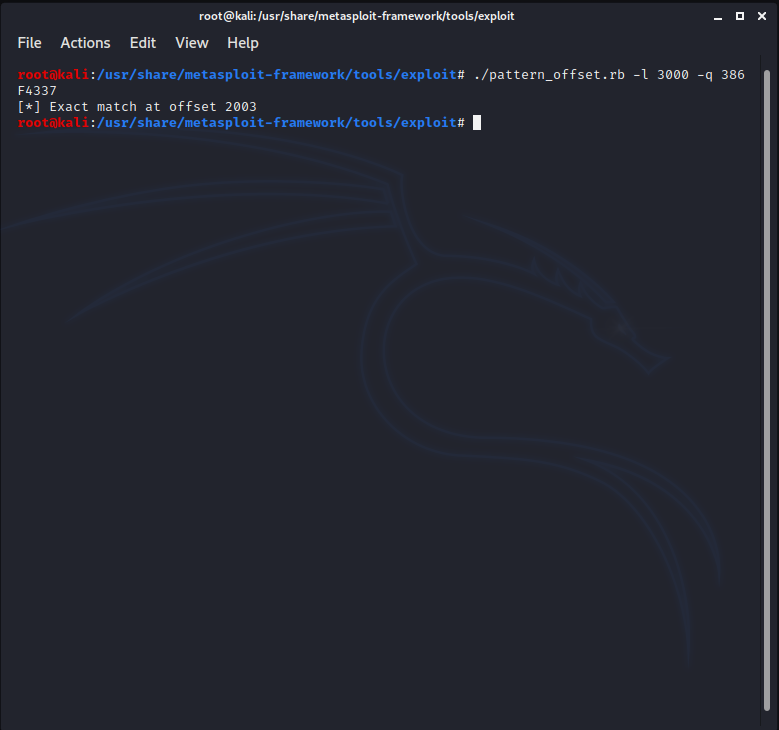 root@kali:/usr/share/metasploit-framework/tools/exploit
File Actions Edit View Help
root@kali:/usr/share/metasploit-framework/tools/exploit# ./pattern_offset.rb -l 3000 -q 386
F4337
[*] Exact match at offset 2003
root@kali:/usr/share/metasploit-framework/tools/exploit#